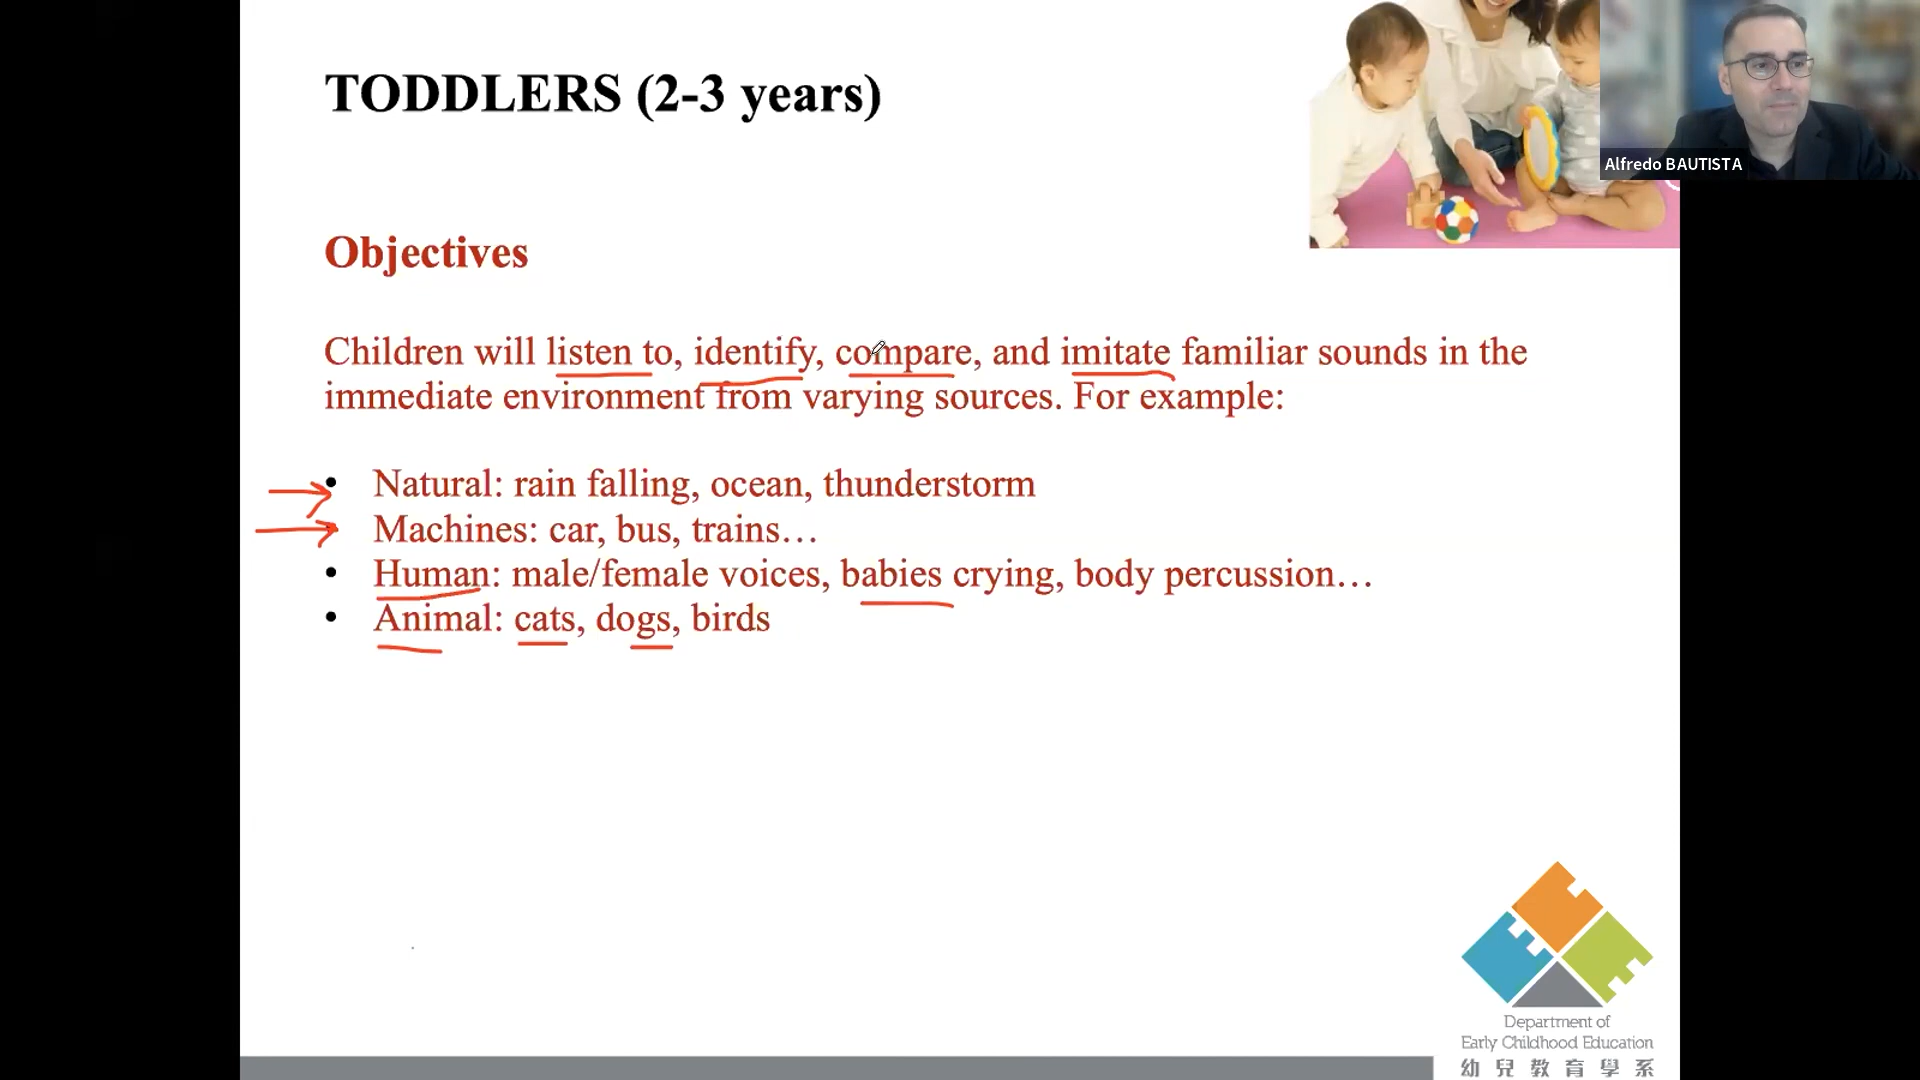 TODDLERS (2-3 years)
Alfredo BAUTISTA
Objectives
Children will listen to, identify, compare, and imitate familiar sounds in the
immediate environment from varying sources. For example:
• Natural: rain falling, ocean, thunderstorm
Machines: car, bus, trains…
• Human: male/female voices, babies crying, body percussion…
• Animal: cats, dogs, birds
Department of
Early Childhood Education
幼兒教育學系